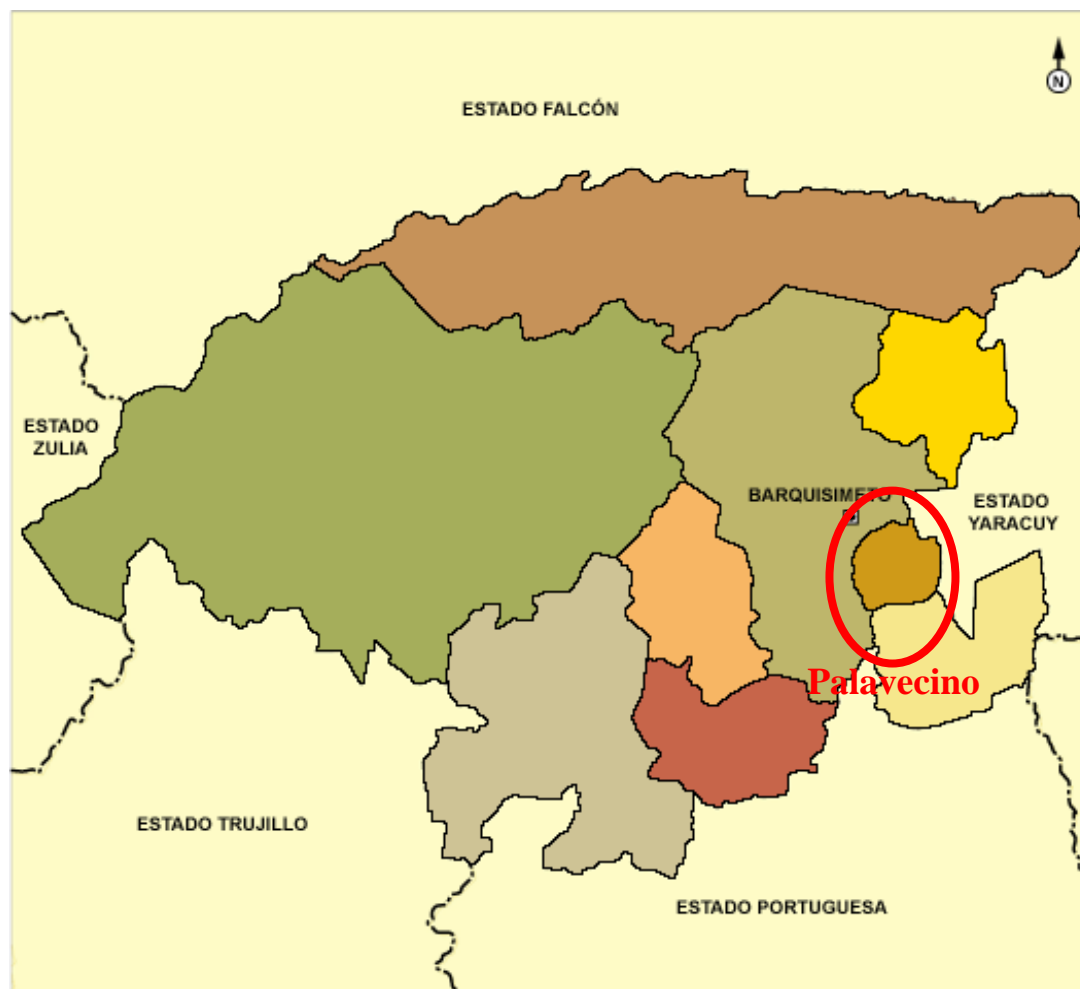 N
ESTADO FALCÓN
ESTADO
ZULIA
BARQUISIMETO
ESTADO
YARACUY
Palavecino
ESTADO TRUJILLO
ESTADO PORTUGUESA